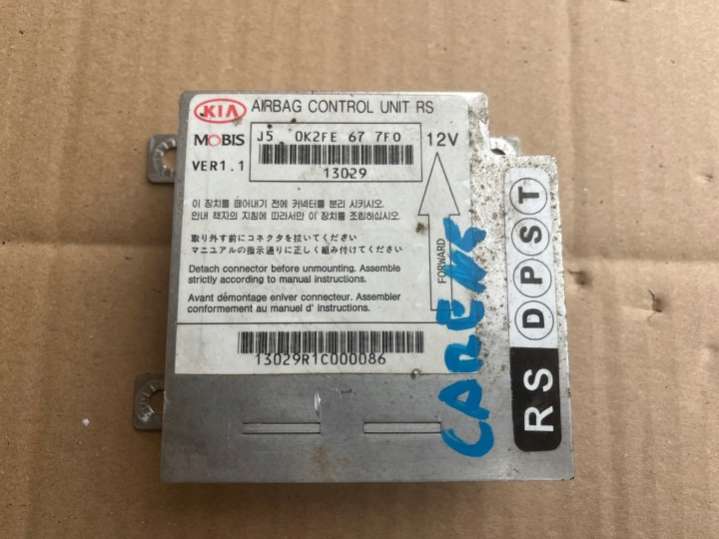 KIA AIRBAG CONTROL UNIT RS
MOBIS J5 0K2FE 67 7F0 12V
VER1.1
13029
이 장치를 떼어내기 전에 커넥터를 분리 시키시오.
안내 책자의 지침에 따라서만 이 장치를 조립하십시오.
取り外す前にコネクタを抜いてください
マニュアルの指示に正しく組み付けてください
Detach connector before unmounting. Assemble
strictly according to manual instructions.
Avant démontage enlver connecteur. Assembler
conformement au manuel d' instructions.
13029R1C000086
FORWARD
CARENS
RS D P S T